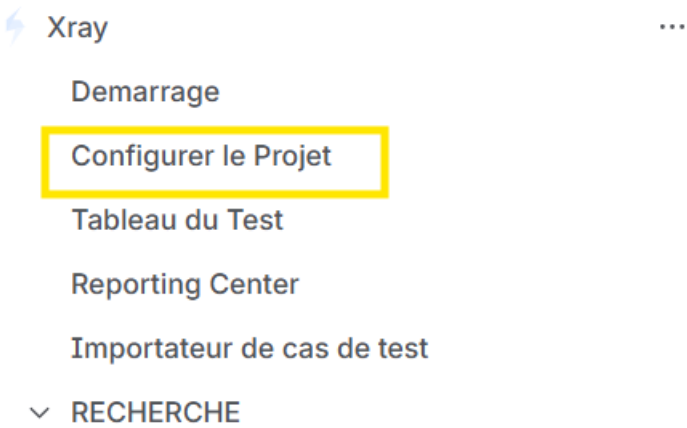 Xray
Demarrage
Configurer le Projet
Tableau du Test
Reporting Center
Importateur de cas de test
RECHERCHE